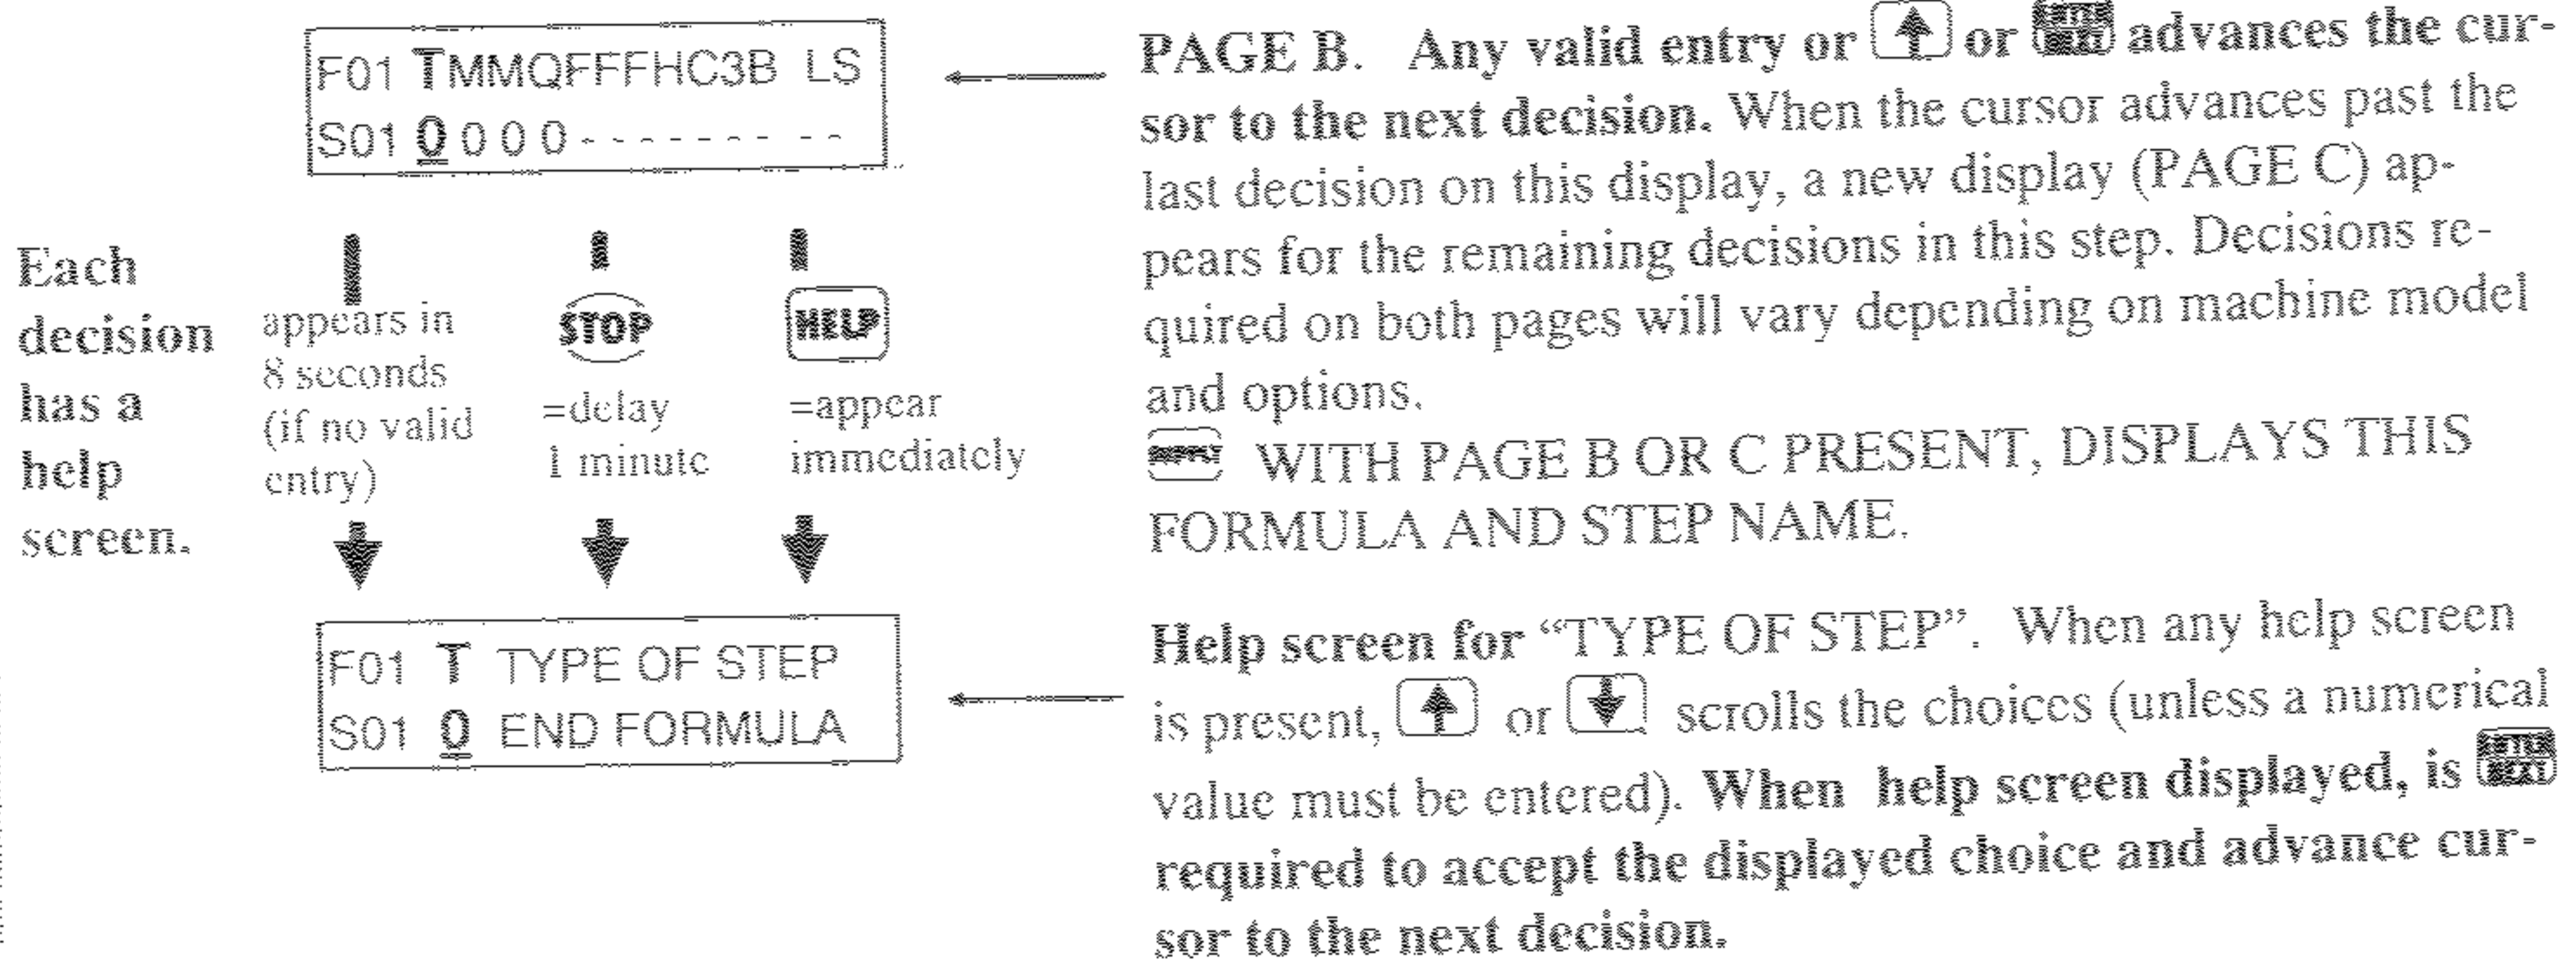 F01 TMMQFFFHC3B LS
S01 0 0 0 0 - - - - - - - - -
Each
decision
has a
help
screen.
appears in
8 seconds
(if no valid
entry)
STOP
=delay
1 minute
HELP
=appear
immediately
F01 T TYPE OF STEP
S01 0 END FORMULA
PAGE B. Any valid entry or or ENTER NEXT advances the cur-
sor to the next decision. When the cursor advances past the
last decision on this display, a new display (PAGE C) ap-
pears for the remaining decisions in this step. Decisions re-
quired on both pages will vary depending on machine model
and options.
WITH PAGE B OR C PRESENT, DISPLAYS THIS
FORMULA AND STEP NAME.
Help screen for “TYPE OF STEP”. When any help screen
is present, or scrolls the choices (unless a numerical
value must be entered). When help screen displayed, is ENTER NEXT
required to accept the displayed choice and advance cur-
sor to the next decision.